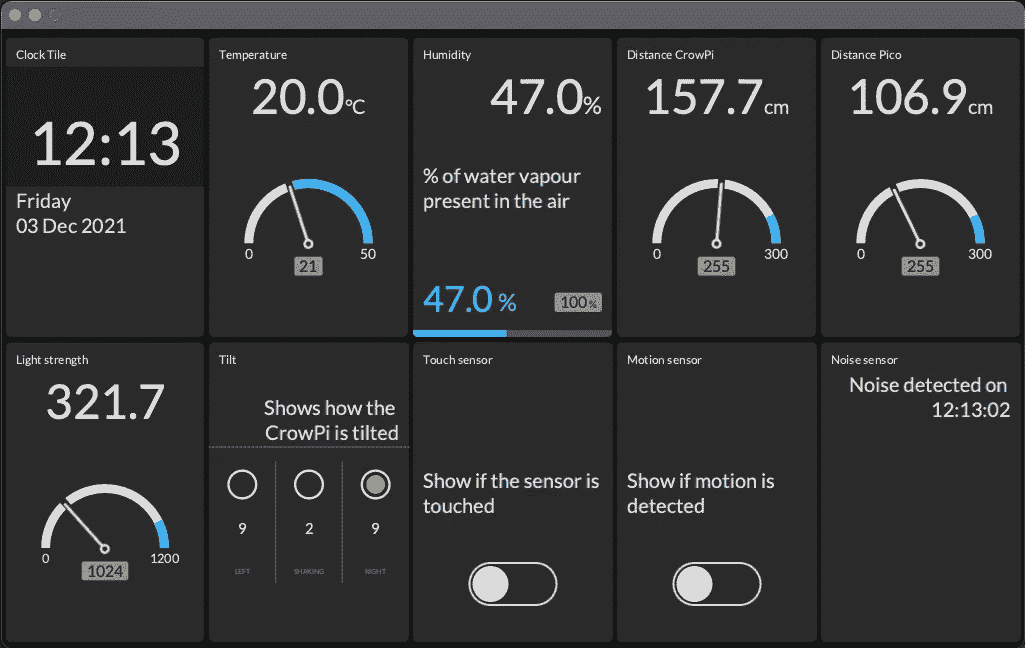 Clock Tile
12:13
Friday
03 Dec 2021
Temperature
20.0°C
0
50
21
Humidity
47.0%
% of water vapour
present in the air
47.0 %
100%
Distance CrowPi
157.7cm
0
300
255
Distance Pico
106.9cm
0
300
255
Light strength
321.7
0
1200
1024
Tilt
Shows how the
CrowPi is tilted
9 2 9
LEFT SHAKING RIGHT
Touch sensor
Show if the sensor is
touched
Motion sensor
Show if motion is
detected
Noise sensor
Noise detected on
12:13:02